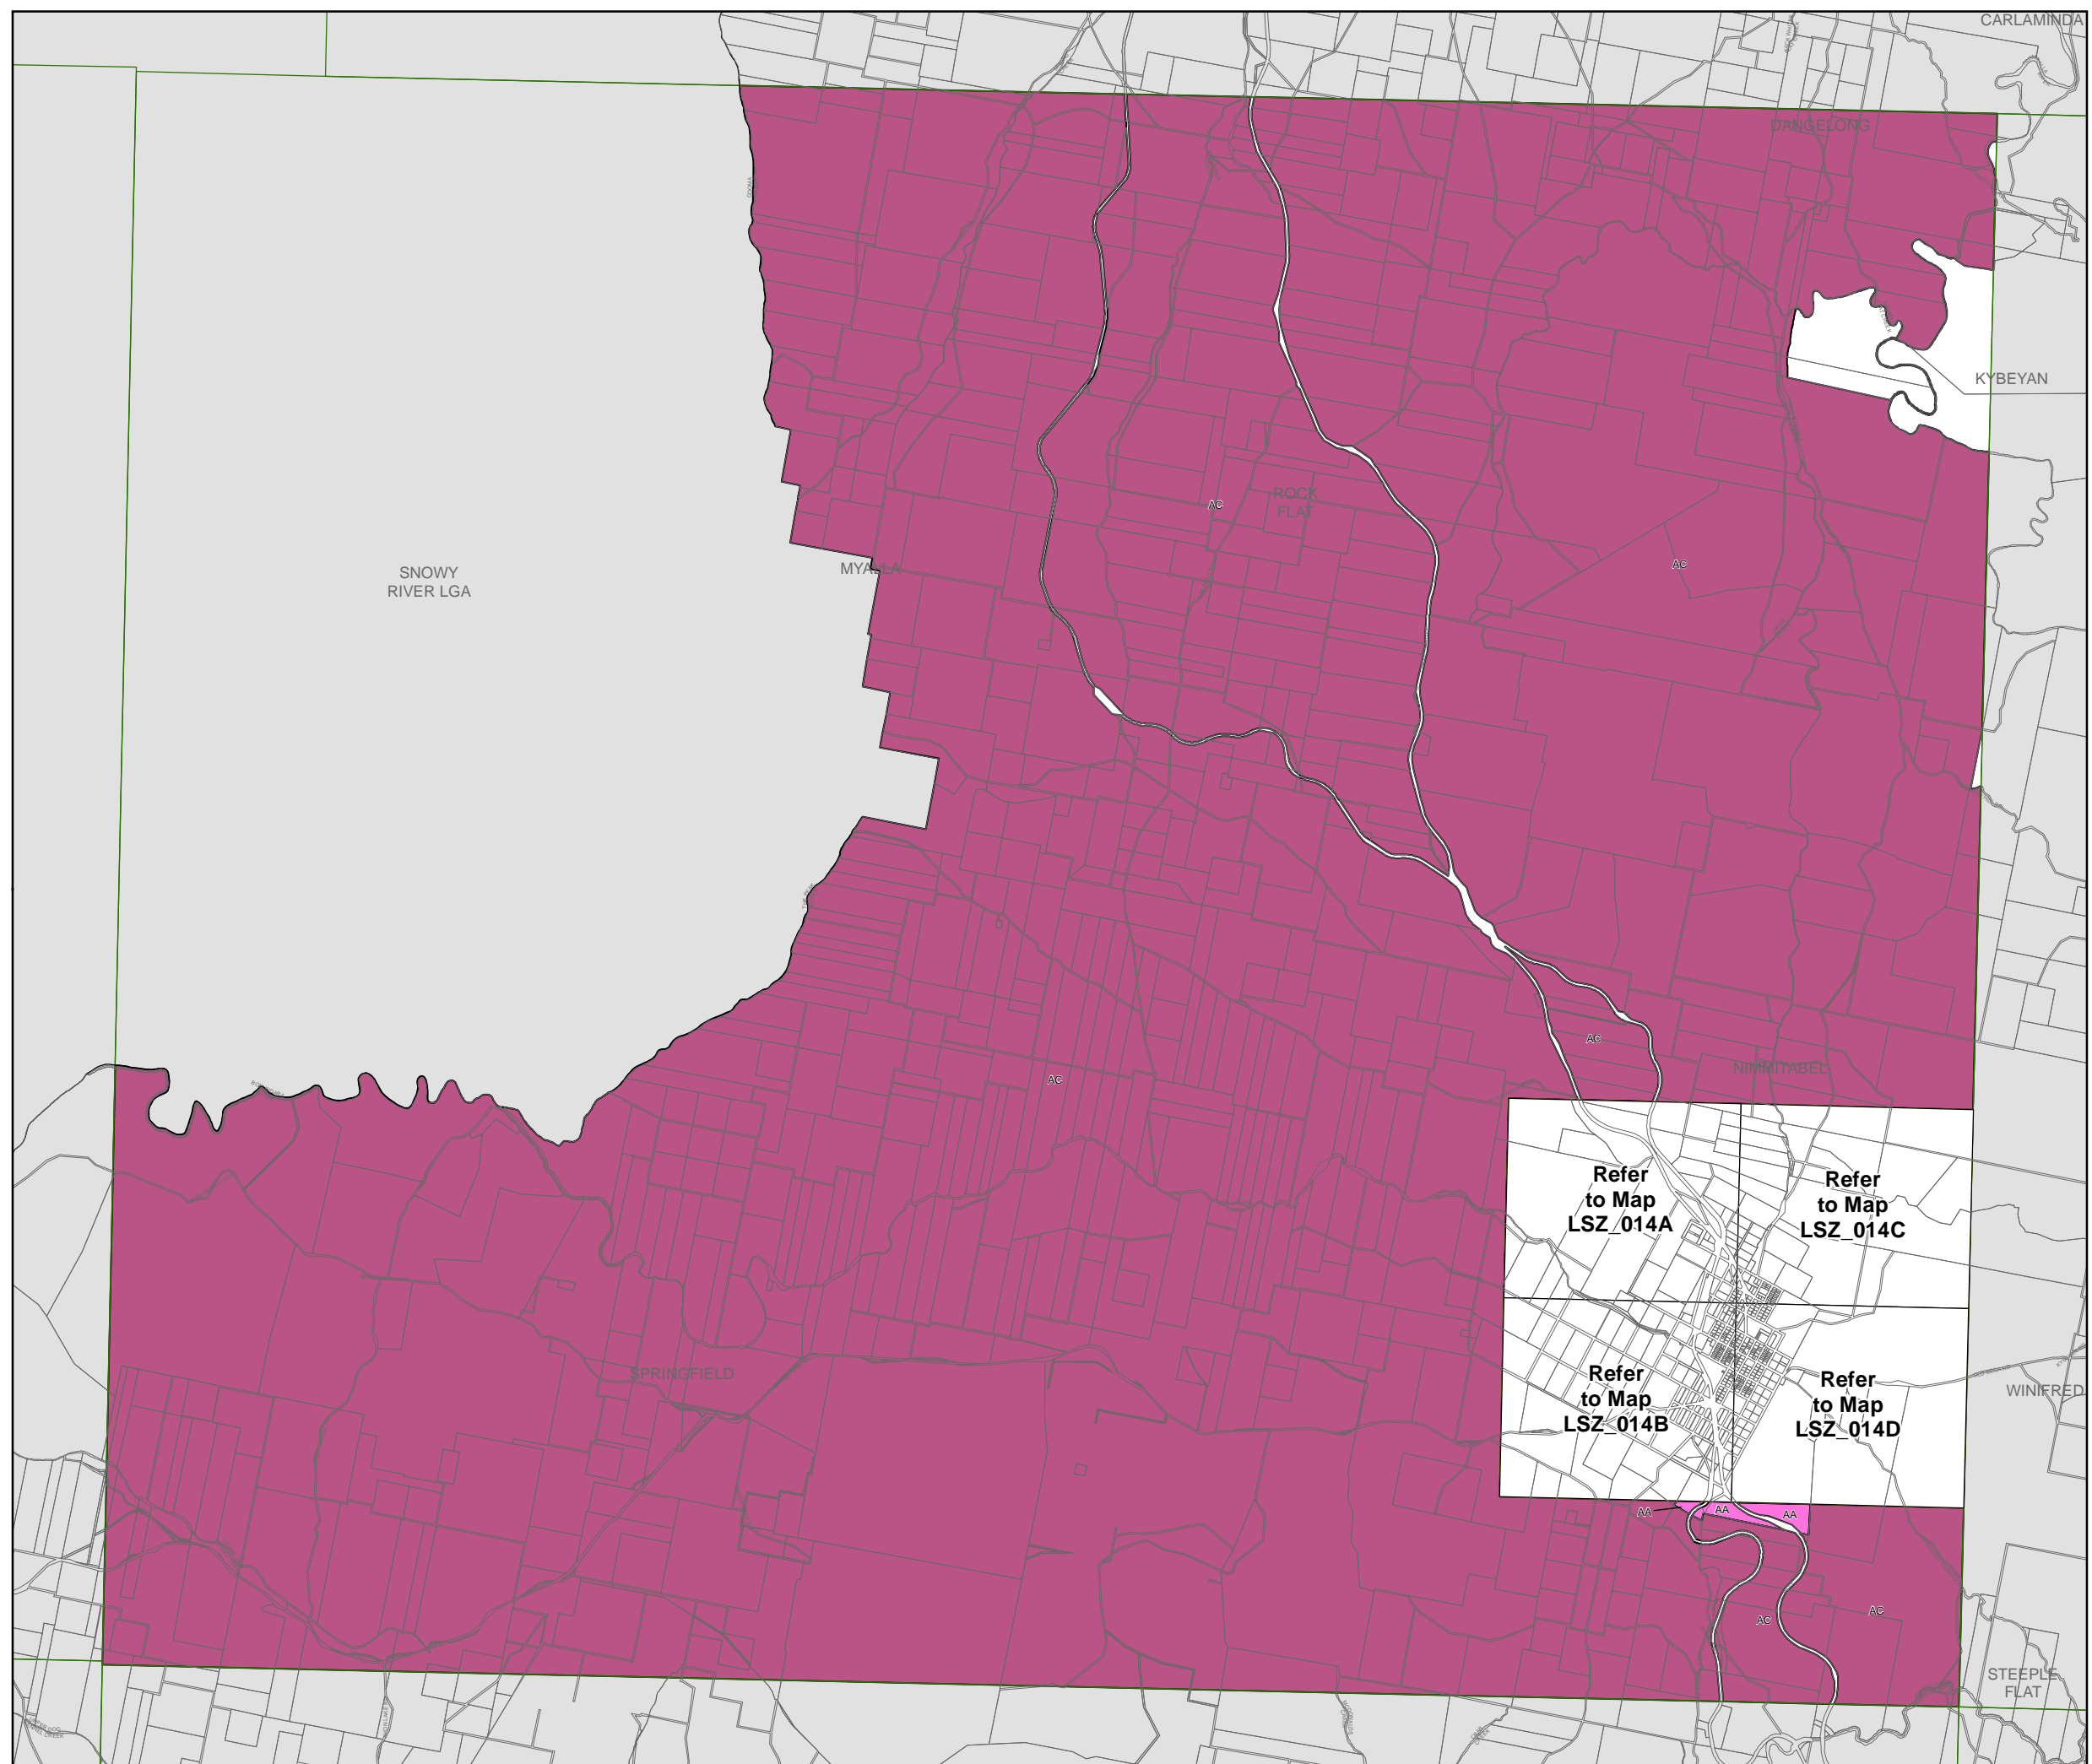 CARLAMINDA
DANGELONG
COOMA
KYBEYAN
ROCK
FLAT
AC
AC
MYALLA
SNOWY
RIVER LGA
AC
NIMMITABEL
AC
Refer
to Map
LSZ_014A
Refer
to Map
LSZ_014C
SPRINGFIELD
Refer
to Map
LSZ_014B
Refer
to Map
LSZ_014D
WINIFRED
AA
AA
AA
AC
AC
STEEPLE
FLAT